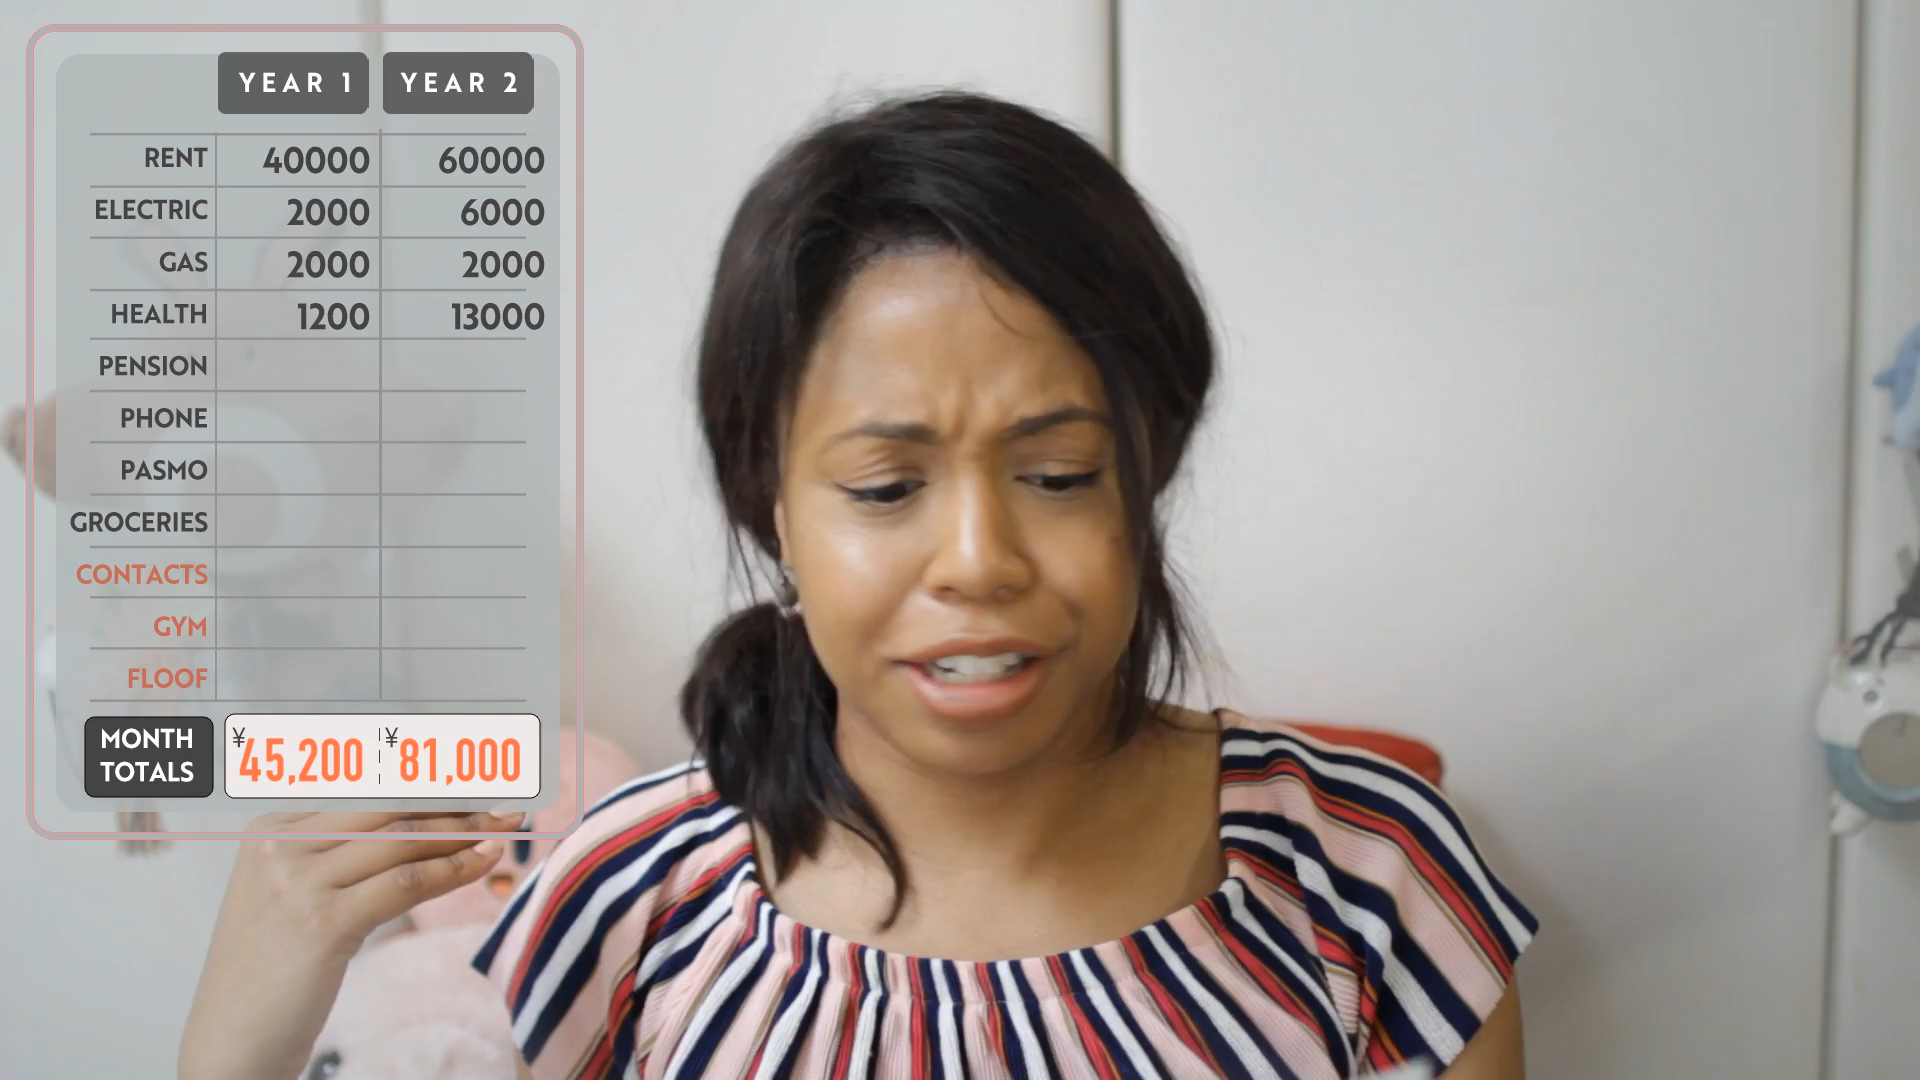 YEAR 1 YEAR 2
RENT 40000 60000
ELECTRIC 2000 6000
GAS 2000 2000
HEALTH 1200 13000
PENSION
PHONE
PASMO
GROCERIES
CONTACTS
GYM
FLOOF
MONTH TOTALS ¥45,200 ¥81,000